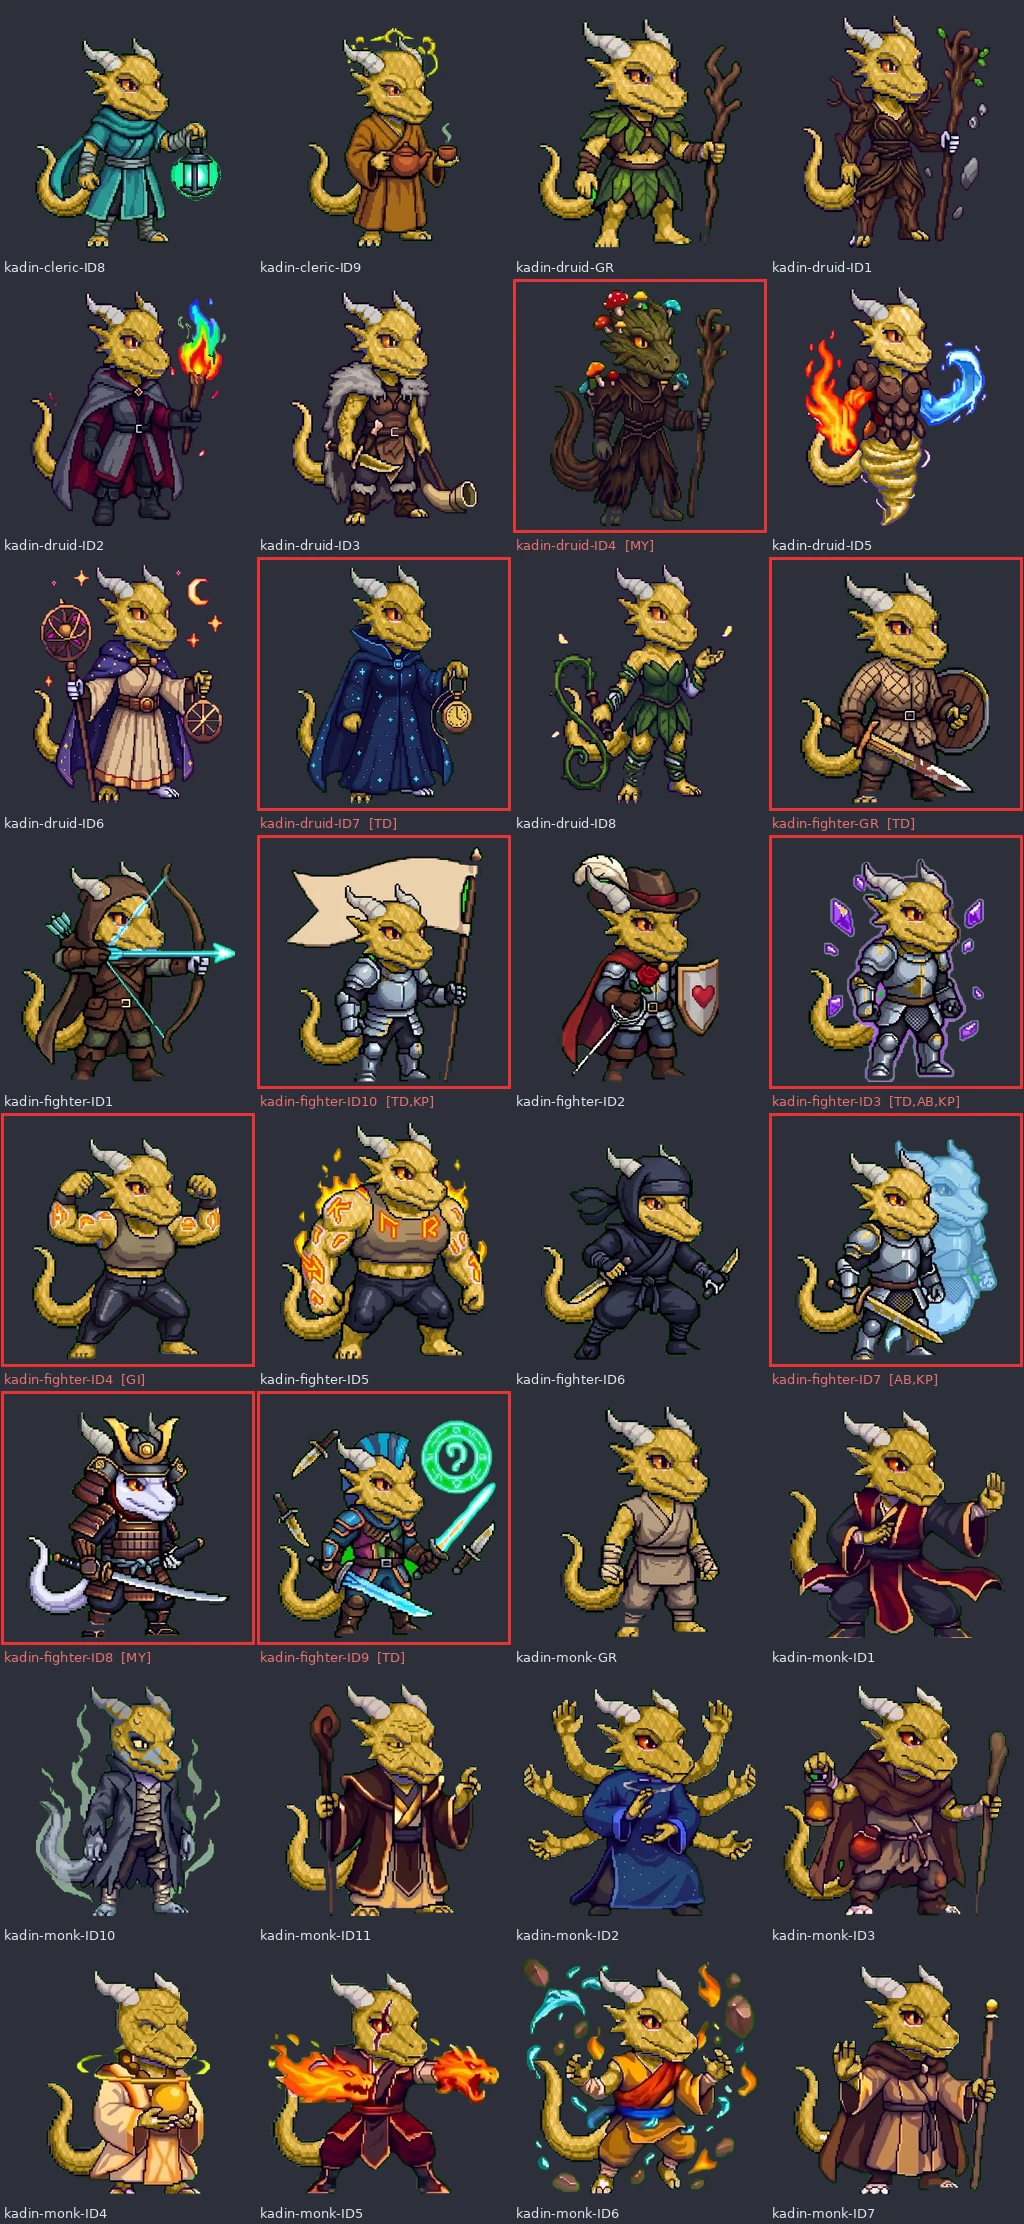 kadin-cleric-ID8
kadin-cleric-ID9
kadin-druid-GR
kadin-druid-ID1
kadin-druid-ID2
kadin-druid-ID3
kadin-druid-ID4 [MY]
kadin-druid-ID5
kadin-druid-ID6
kadin-druid-ID7 [TD]
kadin-druid-ID8
kadin-fighter-GR [TD]
kadin-fighter-ID1
kadin-fighter-ID10 [TD,KP]
kadin-fighter-ID2
kadin-fighter-ID3 [TD,AB,KP]
kadin-fighter-ID4 [GI]
kadin-fighter-ID5
kadin-fighter-ID6
kadin-fighter-ID7 [AB,KP]
?
kadin-fighter-ID8 [MY]
kadin-fighter-ID9 [TD]
kadin-monk-GR
kadin-monk-ID1
kadin-monk-ID10
kadin-monk-ID11
kadin-monk-ID2
kadin-monk-ID3
kadin-monk-ID4
kadin-monk-ID5
kadin-monk-ID6
kadin-monk-ID7